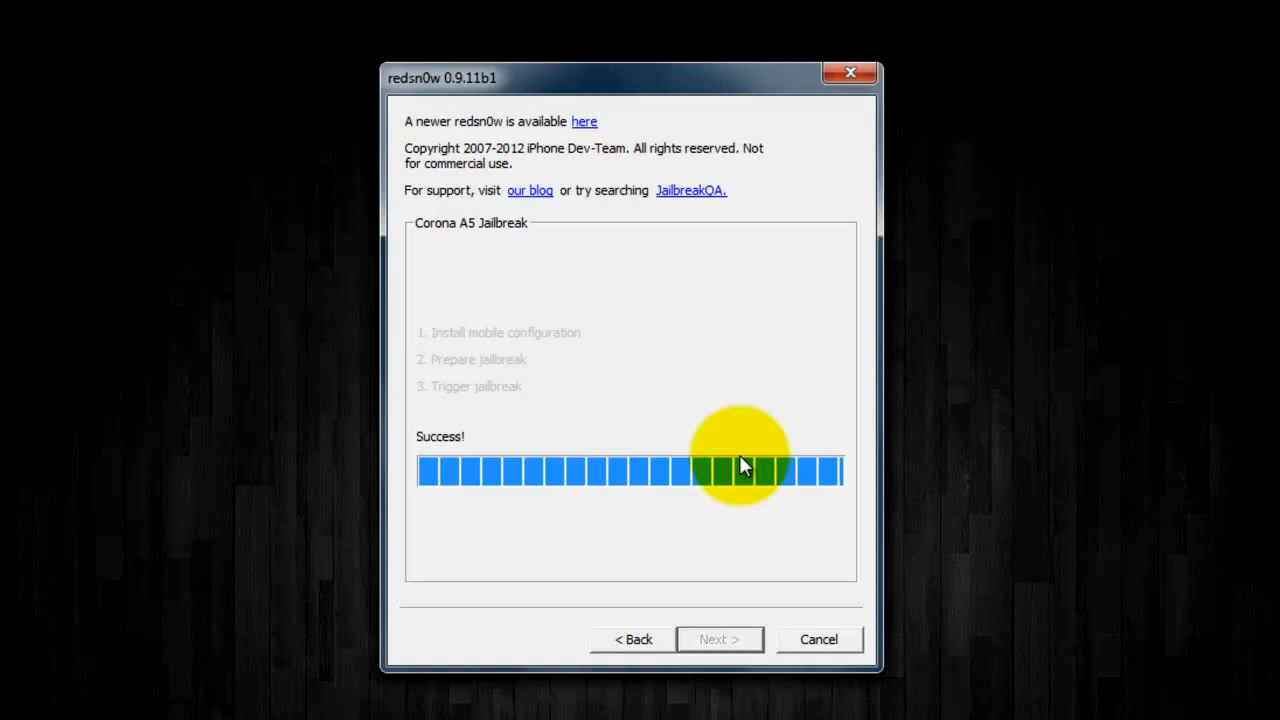 redsn0w 0.9.11b1
A newer redsn0w is available here
Copyright 2007-2012 iPhone Dev-Team. All rights reserved. Not
for commercial use.
For support, visit our blog or try searching JailbreakQA.
Corona A5 Jailbreak
1. Install mobile configuration
2. Prepare jailbreak
3. Trigger jailbreak
Success!
< Back Next > Cancel